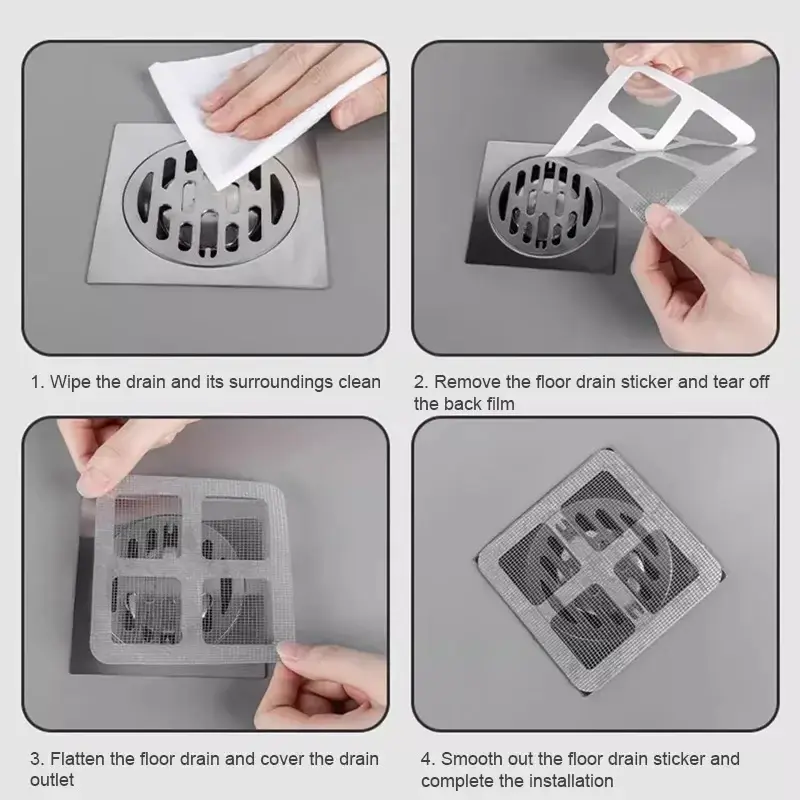 1. Wipe the drain and its surroundings clean
2. Remove the floor drain sticker and tear off
the back film
3. Flatten the floor drain and cover the drain
outlet
4. Smooth out the floor drain sticker and
complete the installation